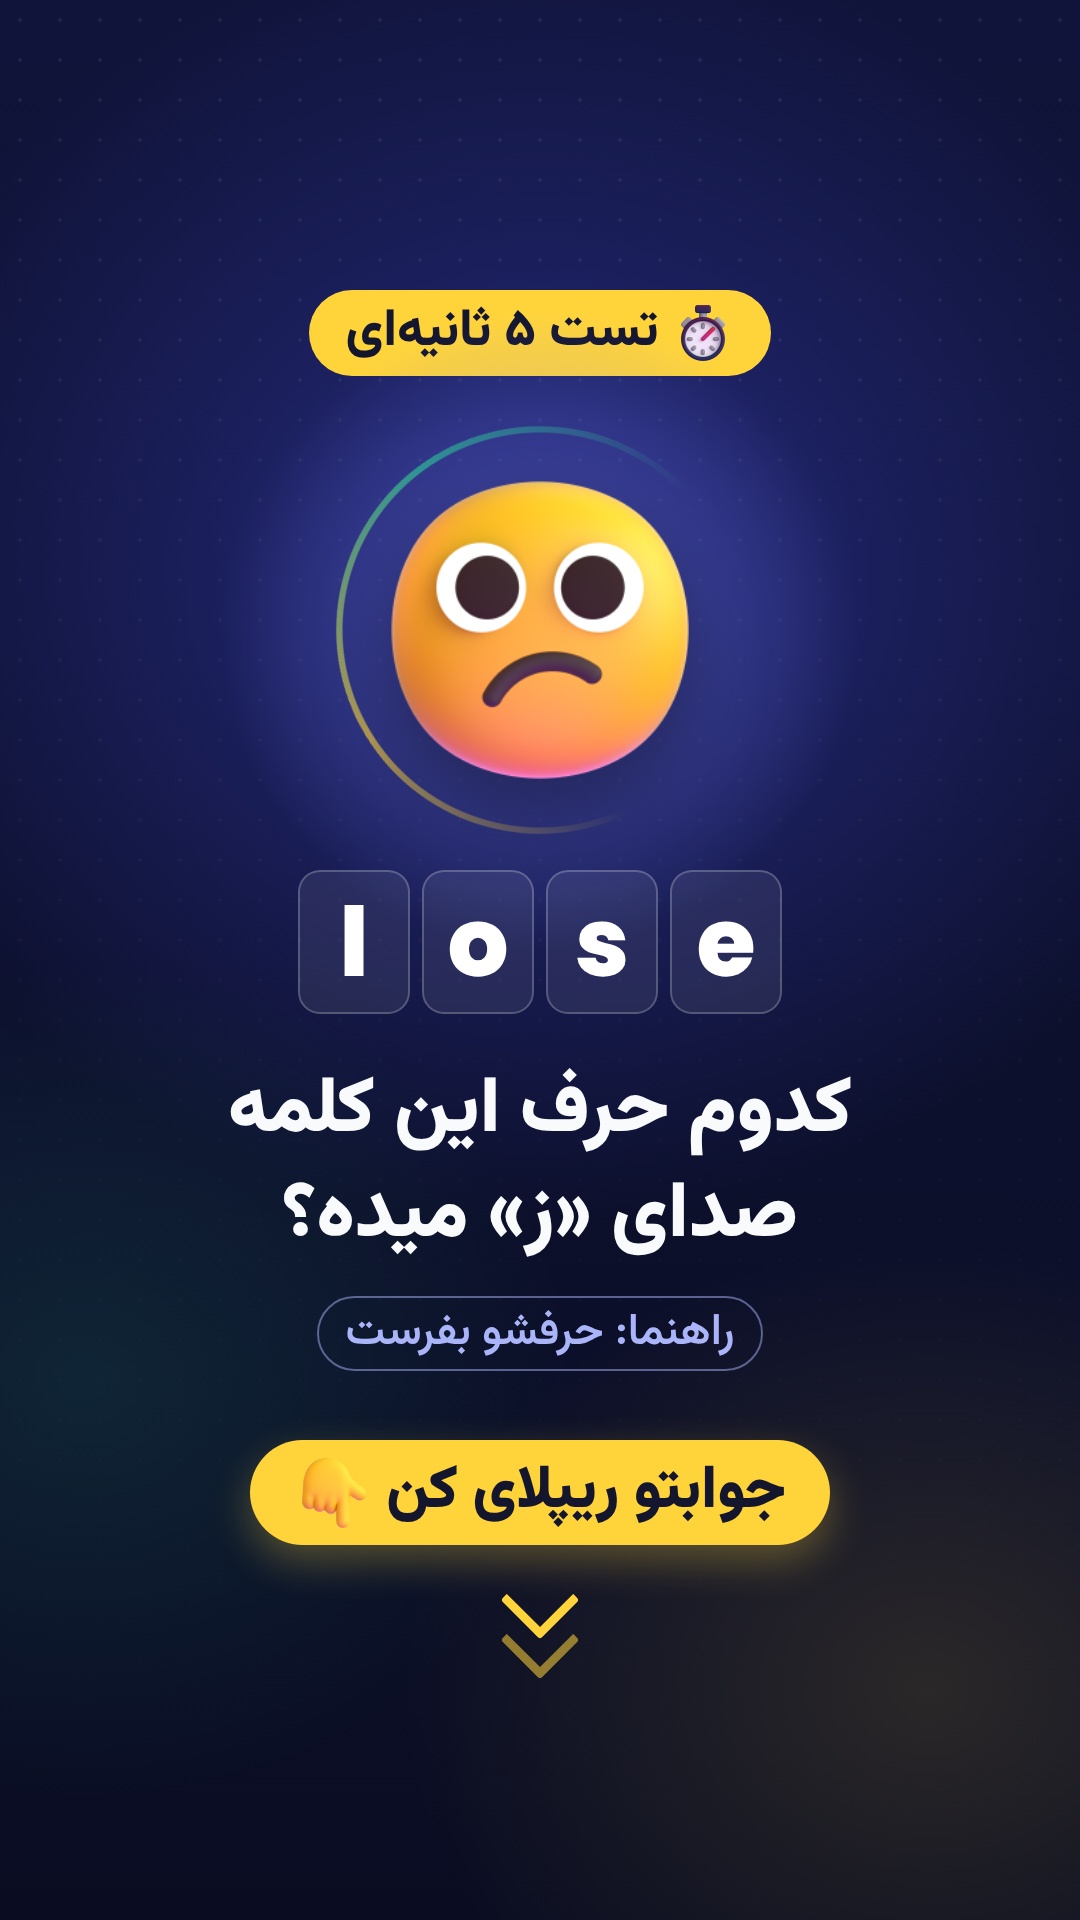 ⏱️ تست ۵ ثانیه‌ای
lose
کدوم حرف این کلمه
صدای «ز» میده؟
راهنما: حرفشو بفرست
جوابتو ریپلای کن 👇